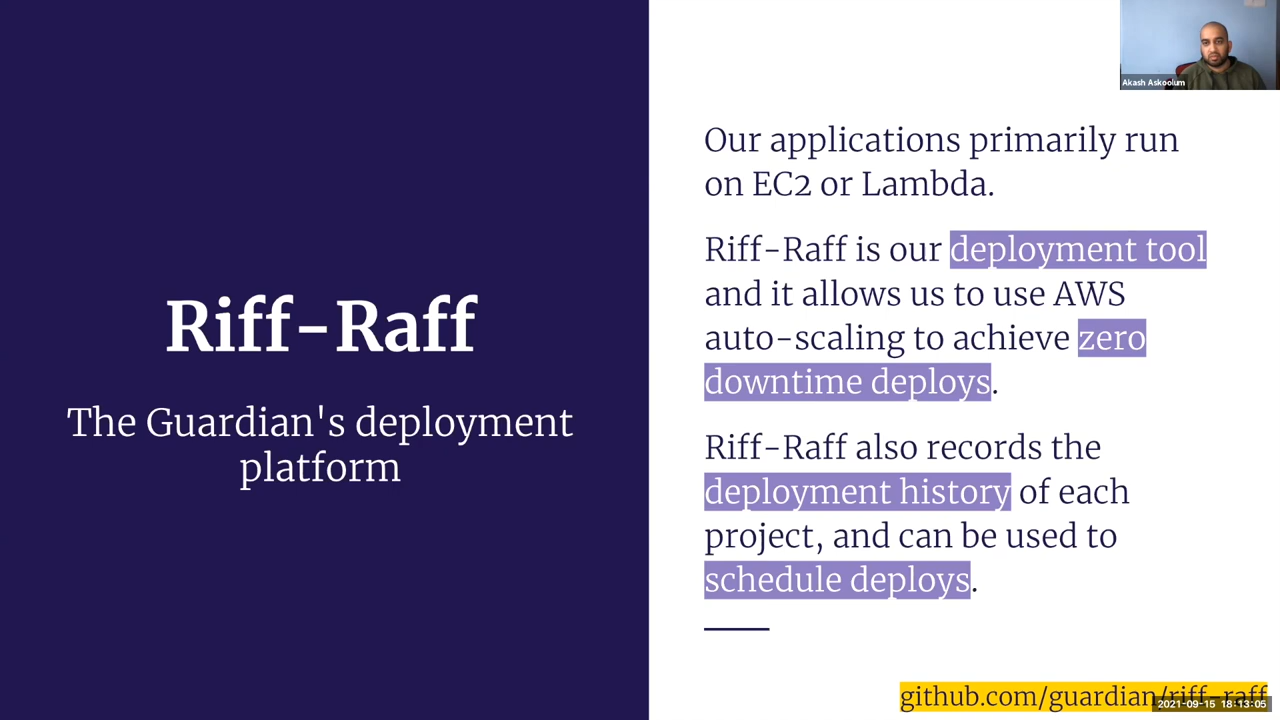 Akash Askoolum
Riff-Raff
The Guardian's deployment
platform
Our applications primarily run
on EC2 or Lambda.
Riff-Raff is our deployment tool
and it allows us to use AWS
auto-scaling to achieve zero
downtime deploys.
Riff-Raff also records the
deployment history of each
project, and can be used to
schedule deploys.
github.com/guardian/riff-raff
2021-09-15 18:13:05